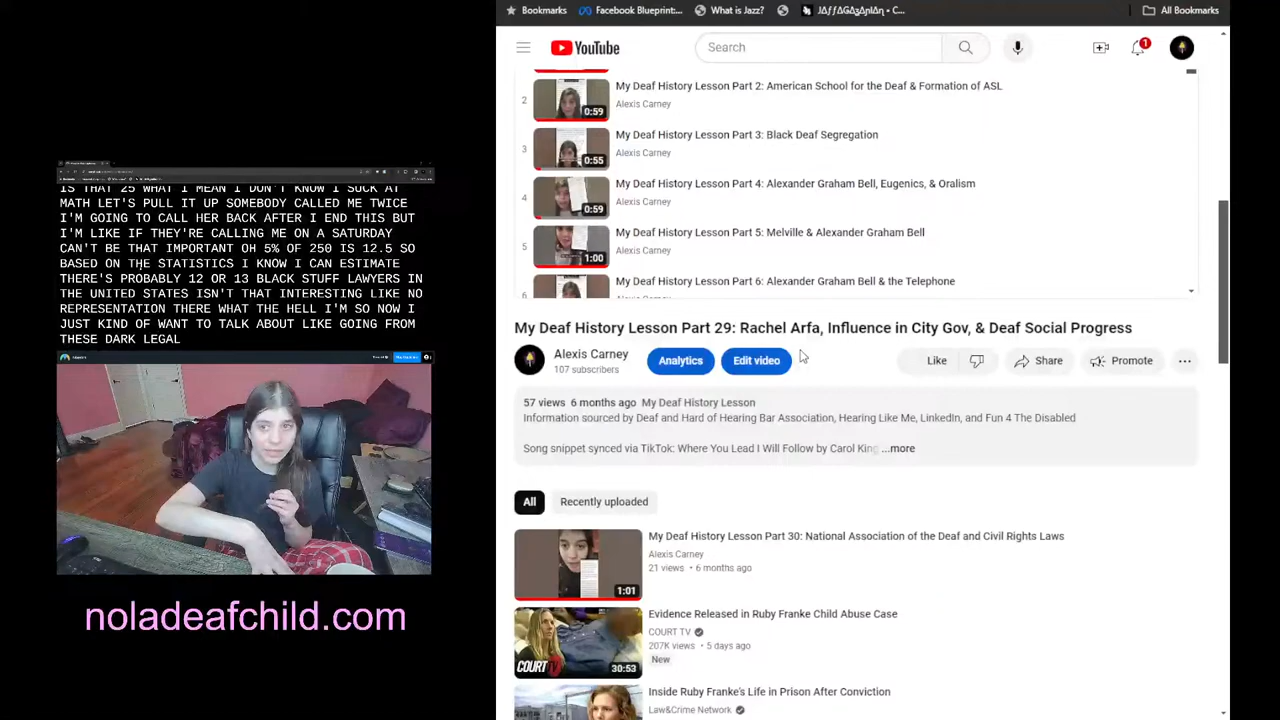 IS THAT 25 WHAT I MEAN I DON'T KNOW I SUCK AT
MATH LET'S PULL IT UP SOMEBODY CALLED ME TWICE
I'M GOING TO CALL HER BACK AFTER I END THIS BUT
I'M LIKE IF THEY'RE CALLING ME ON A SATURDAY
CAN'T BE THAT IMPORTANT OH 5% OF 250 IS 12.5 SO
BASED ON THE STATISTICS I KNOW I CAN ESTIMATE
THERE'S PROBABLY 12 OR 13 BLACK STUFF LAWYERS IN
THE UNITED STATES ISN'T THAT INTERESTING LIKE NO
REPRESENTATION THERE WHAT THE HELL I'M SO NOW I
JUST KIND OF WANT TO TALK ABOUT LIKE GOING FROM
THESE DARK LEGAL
noladeafchild.com
Bookmarks Facebook Blueprint:... What is Jazz? All Bookmarks
YouTube Search 1
2 My Deaf History Lesson Part 2: American School for the Deaf & Formation of ASL
Alexis Carney
0:59
3 My Deaf History Lesson Part 3: Black Deaf Segregation
Alexis Carney
0:55
4 My Deaf History Lesson Part 4: Alexander Graham Bell, Eugenics, & Oralism
Alexis Carney
0:59
5 My Deaf History Lesson Part 5: Melville & Alexander Graham Bell
Alexis Carney
1:00
6 My Deaf History Lesson Part 6: Alexander Graham Bell & the Telephone
My Deaf History Lesson Part 29: Rachel Arfa, Influence in City Gov, & Deaf Social Progress
Alexis Carney
107 subscribers
Analytics Edit video Like Share Promote
57 views 6 months ago My Deaf History Lesson
Information sourced by Deaf and Hard of Hearing Bar Association, Hearing Like Me, LinkedIn, and Fun 4 The Disabled
Song snippet synced via TikTok: Where You Lead I Will Follow by Carol King ...more
All Recently uploaded
My Deaf History Lesson Part 30: National Association of the Deaf and Civil Rights Laws
Alexis Carney
21 views • 6 months ago
1:01
Evidence Released in Ruby Franke Child Abuse Case
COURT TV
207K views • 5 days ago
New
COURT
30:53
Inside Ruby Franke's Life in Prison After Conviction
Law&Crime Network